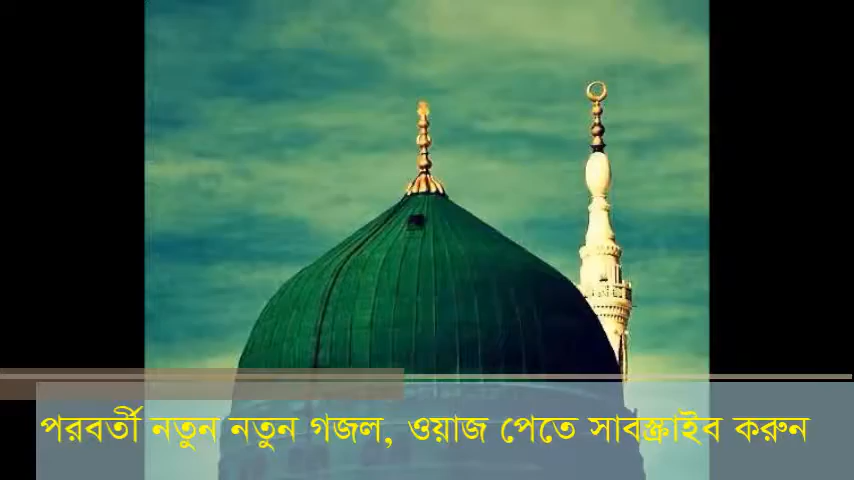 পরবর্তী নতুন নতুন গজল, ওয়াজ পেতে সাবস্ক্রাইব করুন